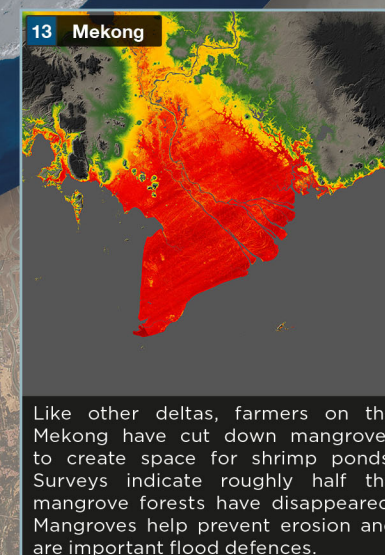 13 Mekong
Like other deltas, farmers on th
Mekong have cut down mangrove
to create space for shrimp ponds
Surveys indicate roughly half th
mangrove forests have disappeared
Mangroves help prevent erosion an
are important flood defences.